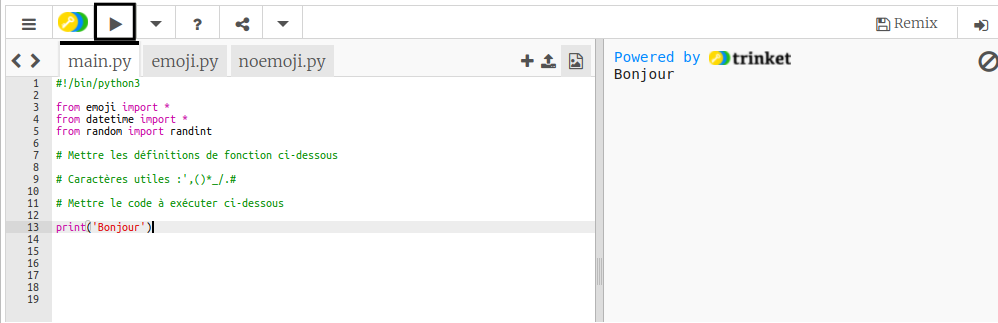 ? Remix
main.py emoji.py noemoji.py
Powered by trinket
Bonjour
1 #!/bin/python3
2
3 from emoji import *
4 from datetime import *
5 from random import randint
6
7 # Mettre les définitions de fonction ci-dessous
8
9 # Caractères utiles :',()*_/.#
10
11 # Mettre le code à exécuter ci-dessous
12
13 print('Bonjour')
14
15
16
17
18
19